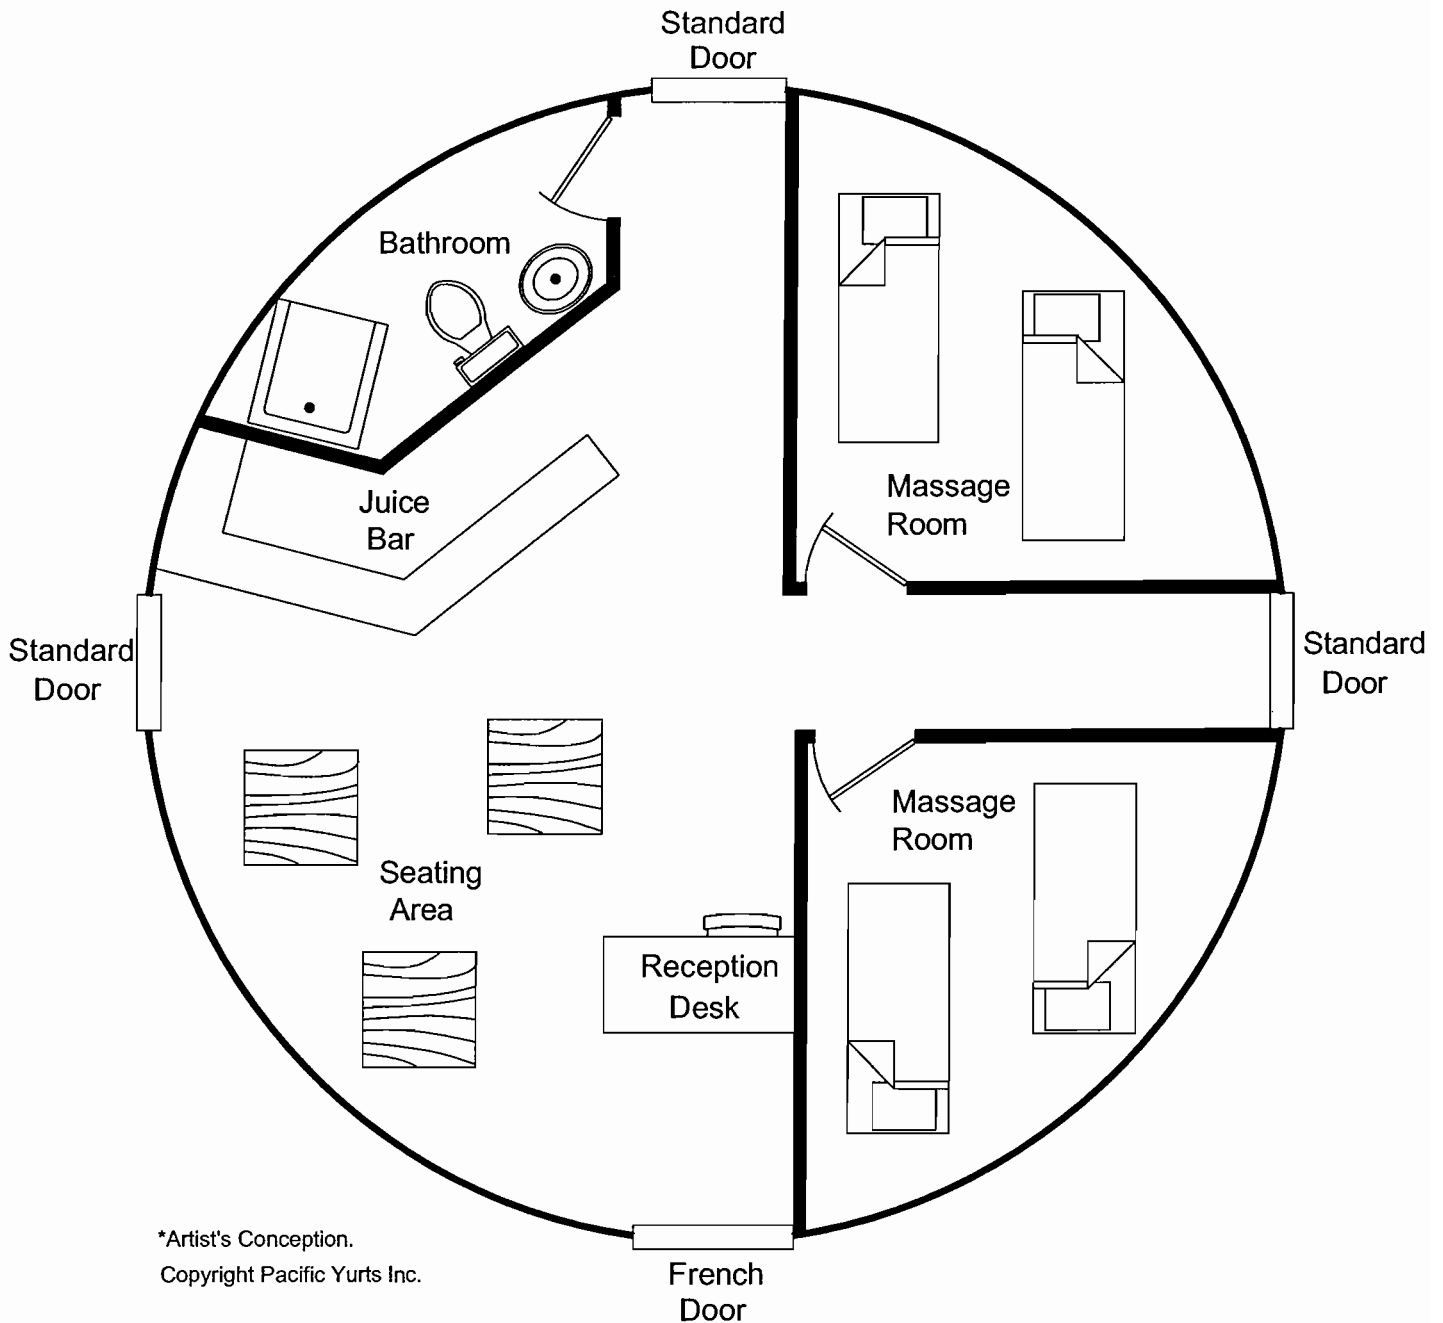 Standard
Door
Bathroom
Massage
Room
Juice
Bar
Standard
Door
Standard
Door
Massage
Room
Seating
Area
Reception
Desk
*Artist's Conception.
Copyright Pacific Yurts Inc.
French
Door